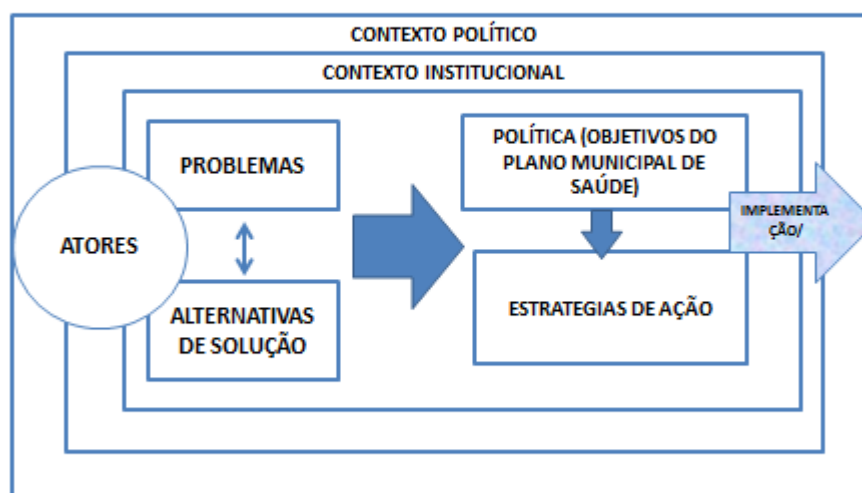 CONTEXTO POLÍTICO
CONTEXTO INSTITUCIONAL
PROBLEMAS
ATORES
ALTERNATIVAS
DE SOLUÇÃO
POLÍTICA (OBJETIVOS DO
PLANO MUNICIPAL DE
SAÚDE)
ESTRATEGIAS DE AÇÃO
IMPLEMENTA
ÇÃO/